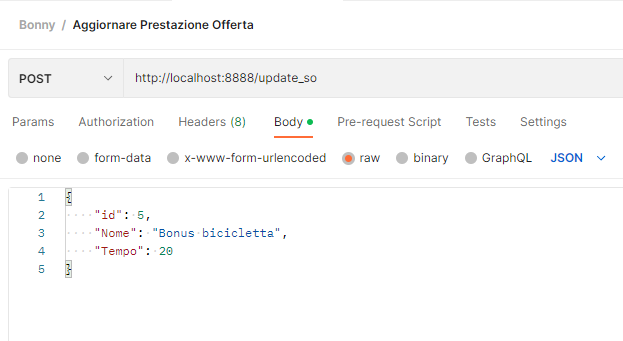 Bonny / Aggiornare Prestazione Offerta
POST http://localhost:8888/update_so
Params Authorization Headers (8) Body Pre-request Script Tests Settings
none form-data x-www-form-urlencoded raw binary GraphQL JSON
1 {
2 "id": 5,
3 "Nome": "Bonus bicicletta",
4 "Tempo": 20
5 }